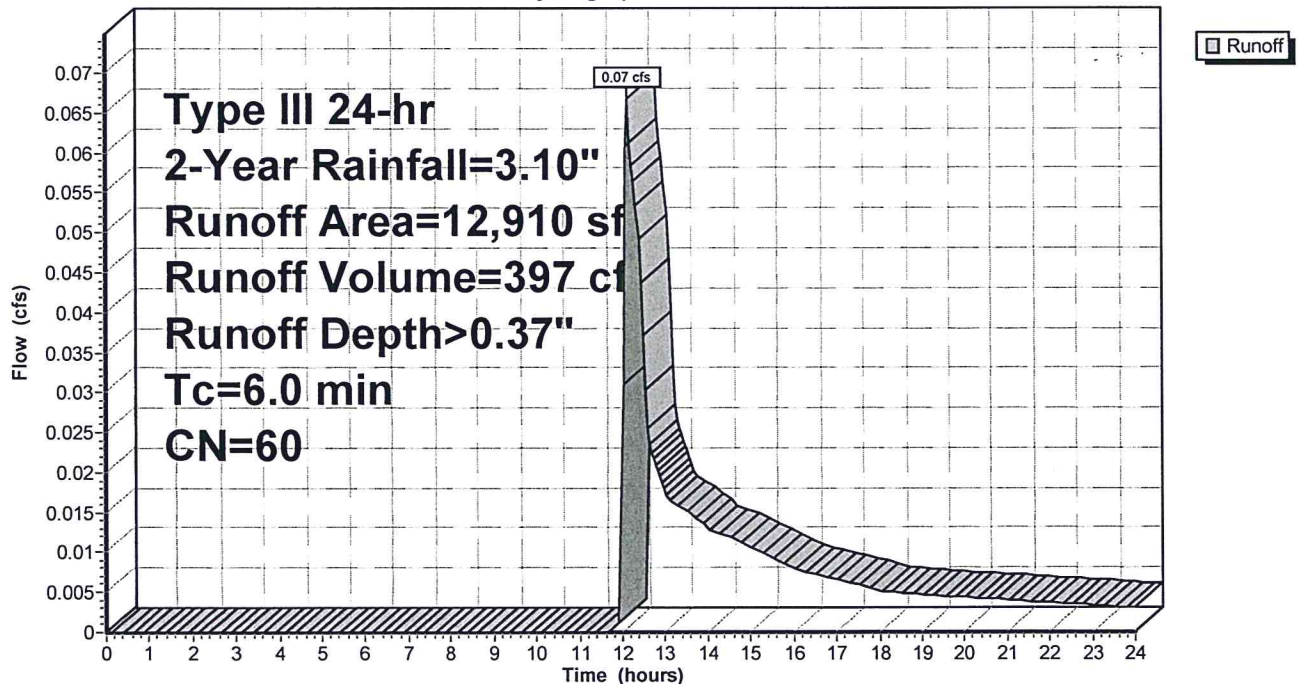 Runoff
0.07 cfs
Type III 24-hr
2-Year Rainfall=3.10"
Runoff Area=12,910 sf
Runoff Volume=397 cf
Runoff Depth>0.37"
Tc=6.0 min
CN=60
Flow (cfs)
0.07
0.065
0.06
0.055
0.05
0.045
0.04
0.035
0.03
0.025
0.02
0.015
0.01
0.005
0
0 1 2 3 4 5 6 7 8 9 10 11 12 13 14 15 16 17 18 19 20 21 22 23 24
Time (hours)